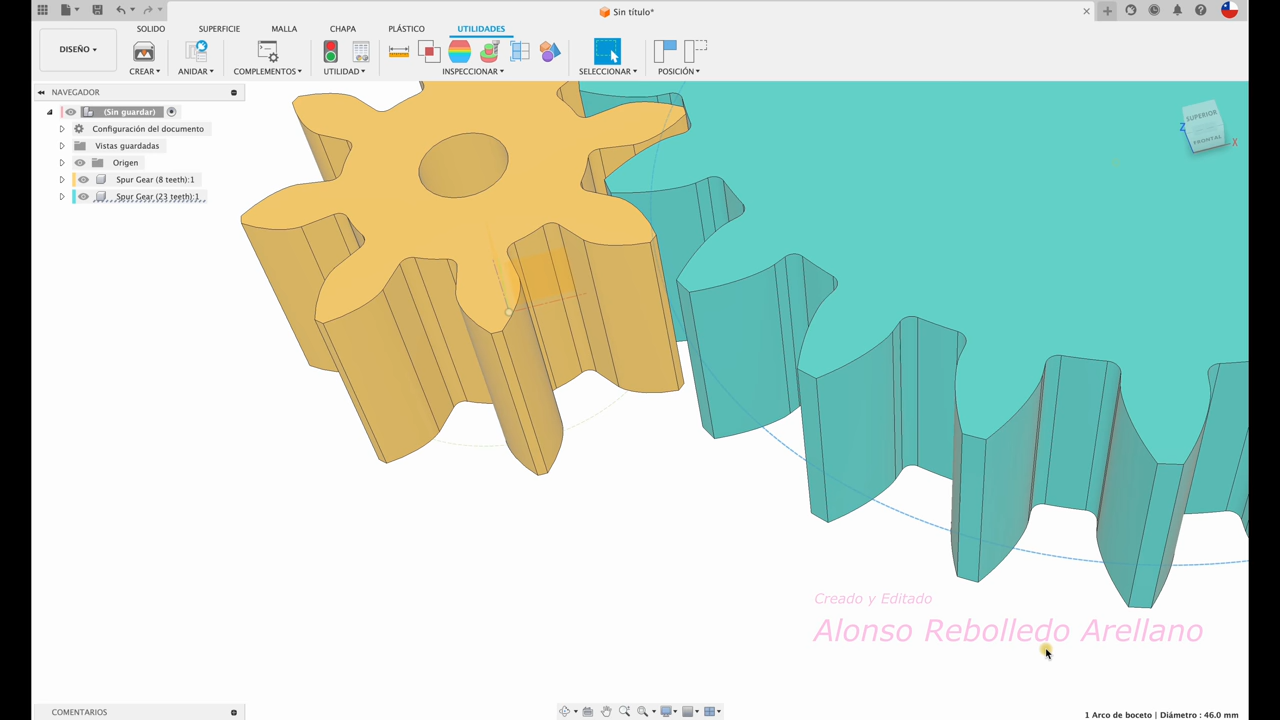 Sin título*
DISEÑO
SOLIDO
SUPERFICIE
MALLA
CHAPA
PLÁSTICO
UTILIDADES
CREAR
ANIDAR
COMPLEMENTOS
UTILIDAD
INSPECCIONAR
SELECCIONAR
POSICIÓN
NAVEGADOR
(Sin guardar)
Configuración del documento
Vistas guardadas
Origen
Spur Gear (8 teeth):1
Spur Gear (23 teeth):1
SUPERIOR
FRONTAL
Z
X
Creado y Editado
Alonso Rebolledo Arellano
COMENTARIOS
1 Arco de boceto | Diámetro : 46.0 mm